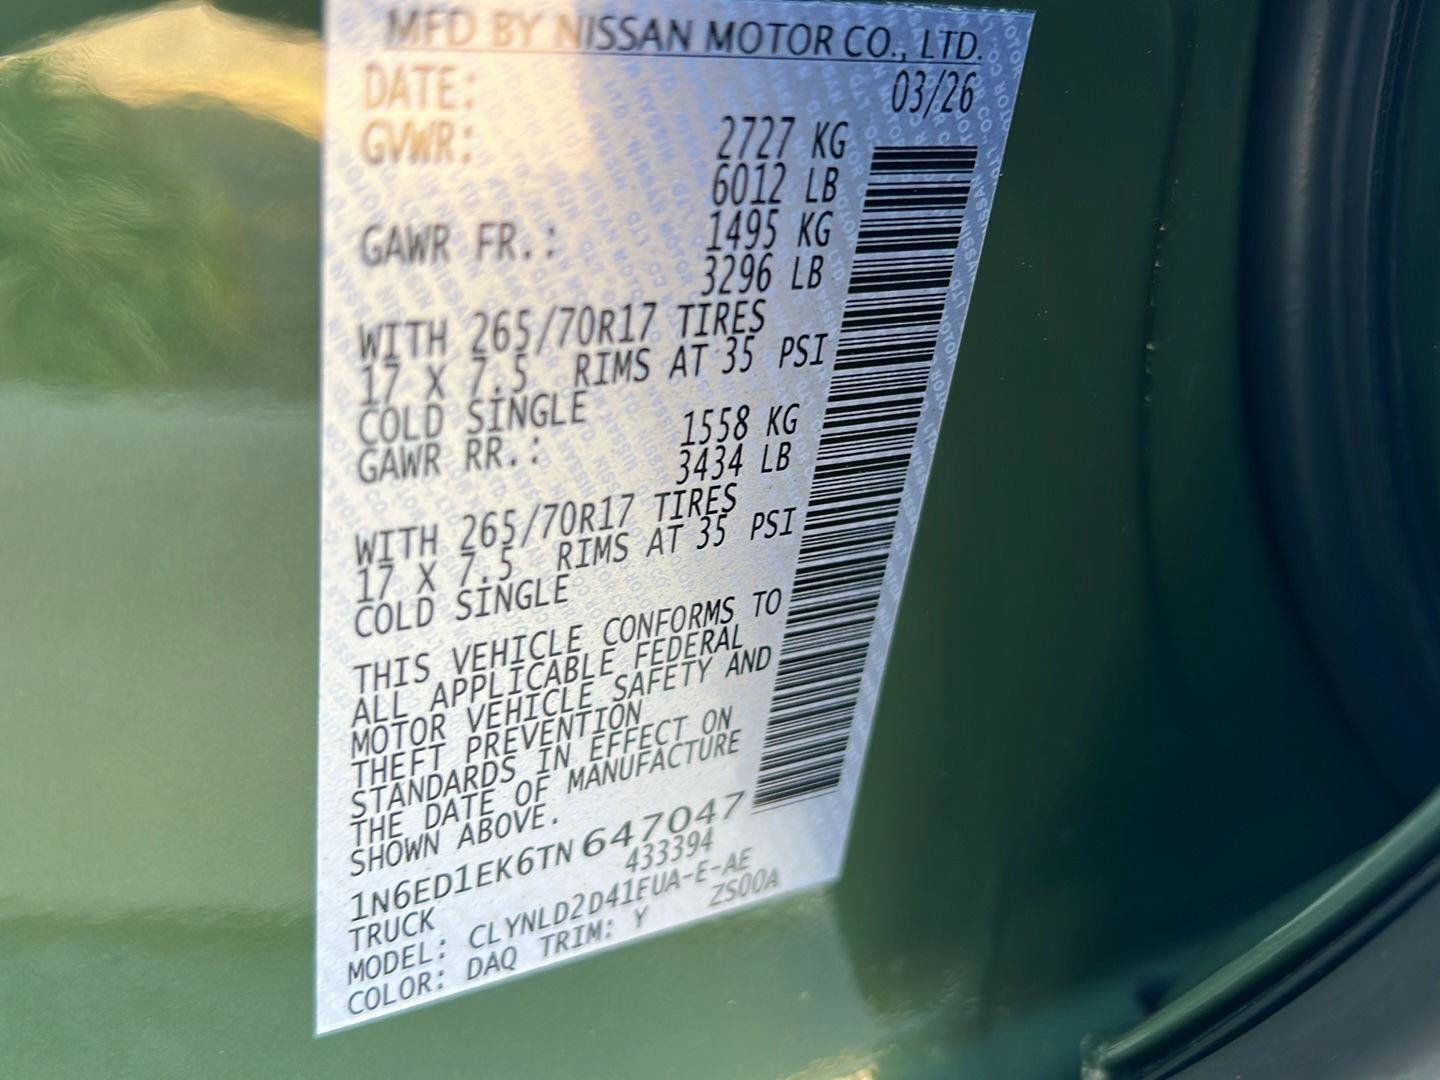 MFD BY NISSAN MOTOR CO., LTD.
DATE: 03/26
GVWR: 2727 KG
6012 LB
GAWR FR.: 1495 KG
3296 LB
WITH 265/70R17 TIRES
17 X 7.5 RIMS AT 35 PSI
COLD SINGLE
GAWR RR.: 1558 KG
3434 LB
WITH 265/70R17 TIRES
17 X 7.5 RIMS AT 35 PSI
COLD SINGLE
THIS VEHICLE CONFORMS TO
ALL APPLICABLE FEDERAL
MOTOR VEHICLE SAFETY AND
THEFT PREVENTION
STANDARDS IN EFFECT ON
THE DATE OF MANUFACTURE
SHOWN ABOVE.
1N6ED1EK6TN647047
TRUCK 433394
MODEL: CLYNLD2D41FUA-E-AE
COLOR: DAQ TRIM: Y ZS00A